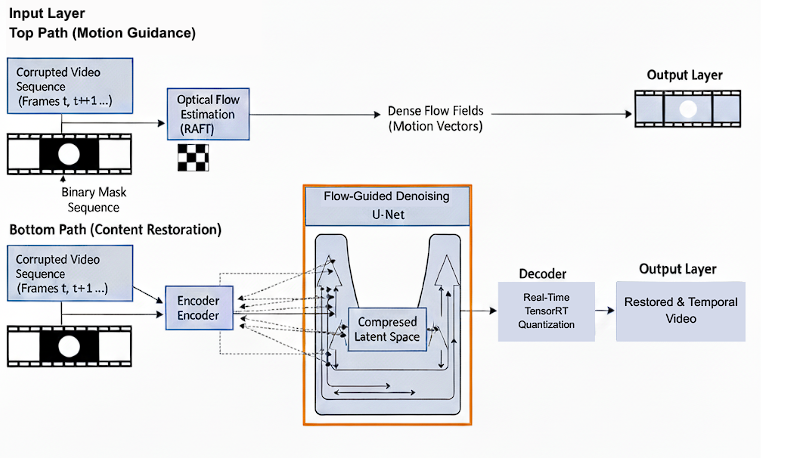 Input Layer
Top Path (Motion Guidance)
Corrupted Video
Sequence
(Frames t, t++1 ...)
Optical Flow
Estimation
(RAFT)
Dense Flow Fields
(Motion Vectors)
Output Layer
Binary Mask
Sequence
Bottom Path (Content Restoration)
Corrupted Video
Sequence
(Frames t, t+1 ...)
Encoder
Encoder
Flow-Guided Denoising
U-Net
Compresed
Latent Space
Decoder
Real-Time
TensorRT
Quantization
Output Layer
Restored & Temporal
Video